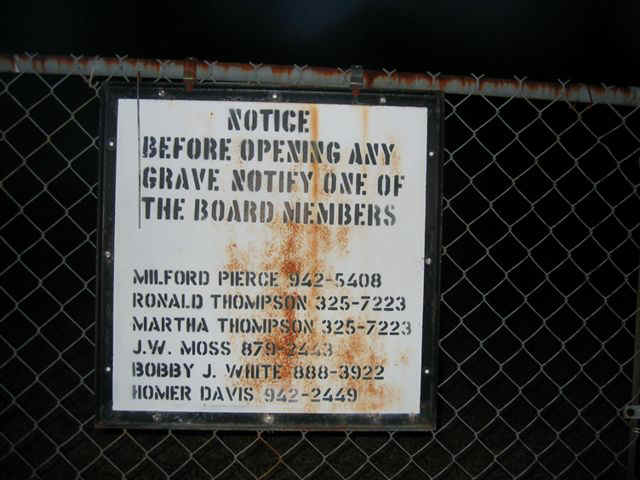 NOTICE
BEFORE OPENING ANY
GRAVE NOTIFY ONE OF
THE BOARD MEMBERS
MILFORD PIERCE 942-5408
RONALD THOMPSON 325-7223
MARTHA THOMPSON 325-7223
J.W. MOSS 879-2443
BOBBY J. WHITE 888-3922
HOMER DAVIS 942-2449